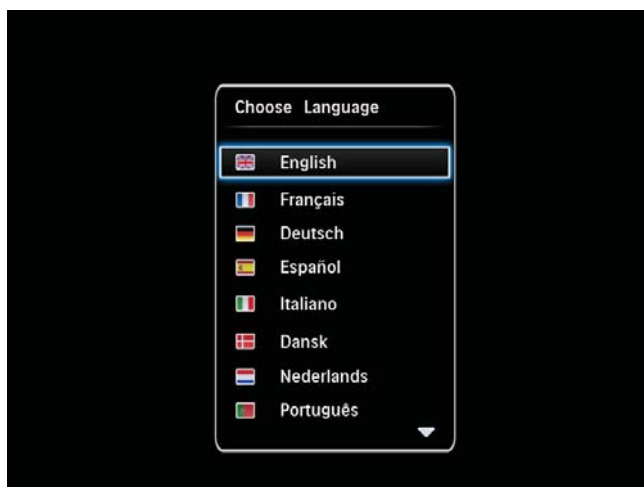 Choose Language
English
Français
Deutsch
Español
Italiano
Dansk
Nederlands
Português